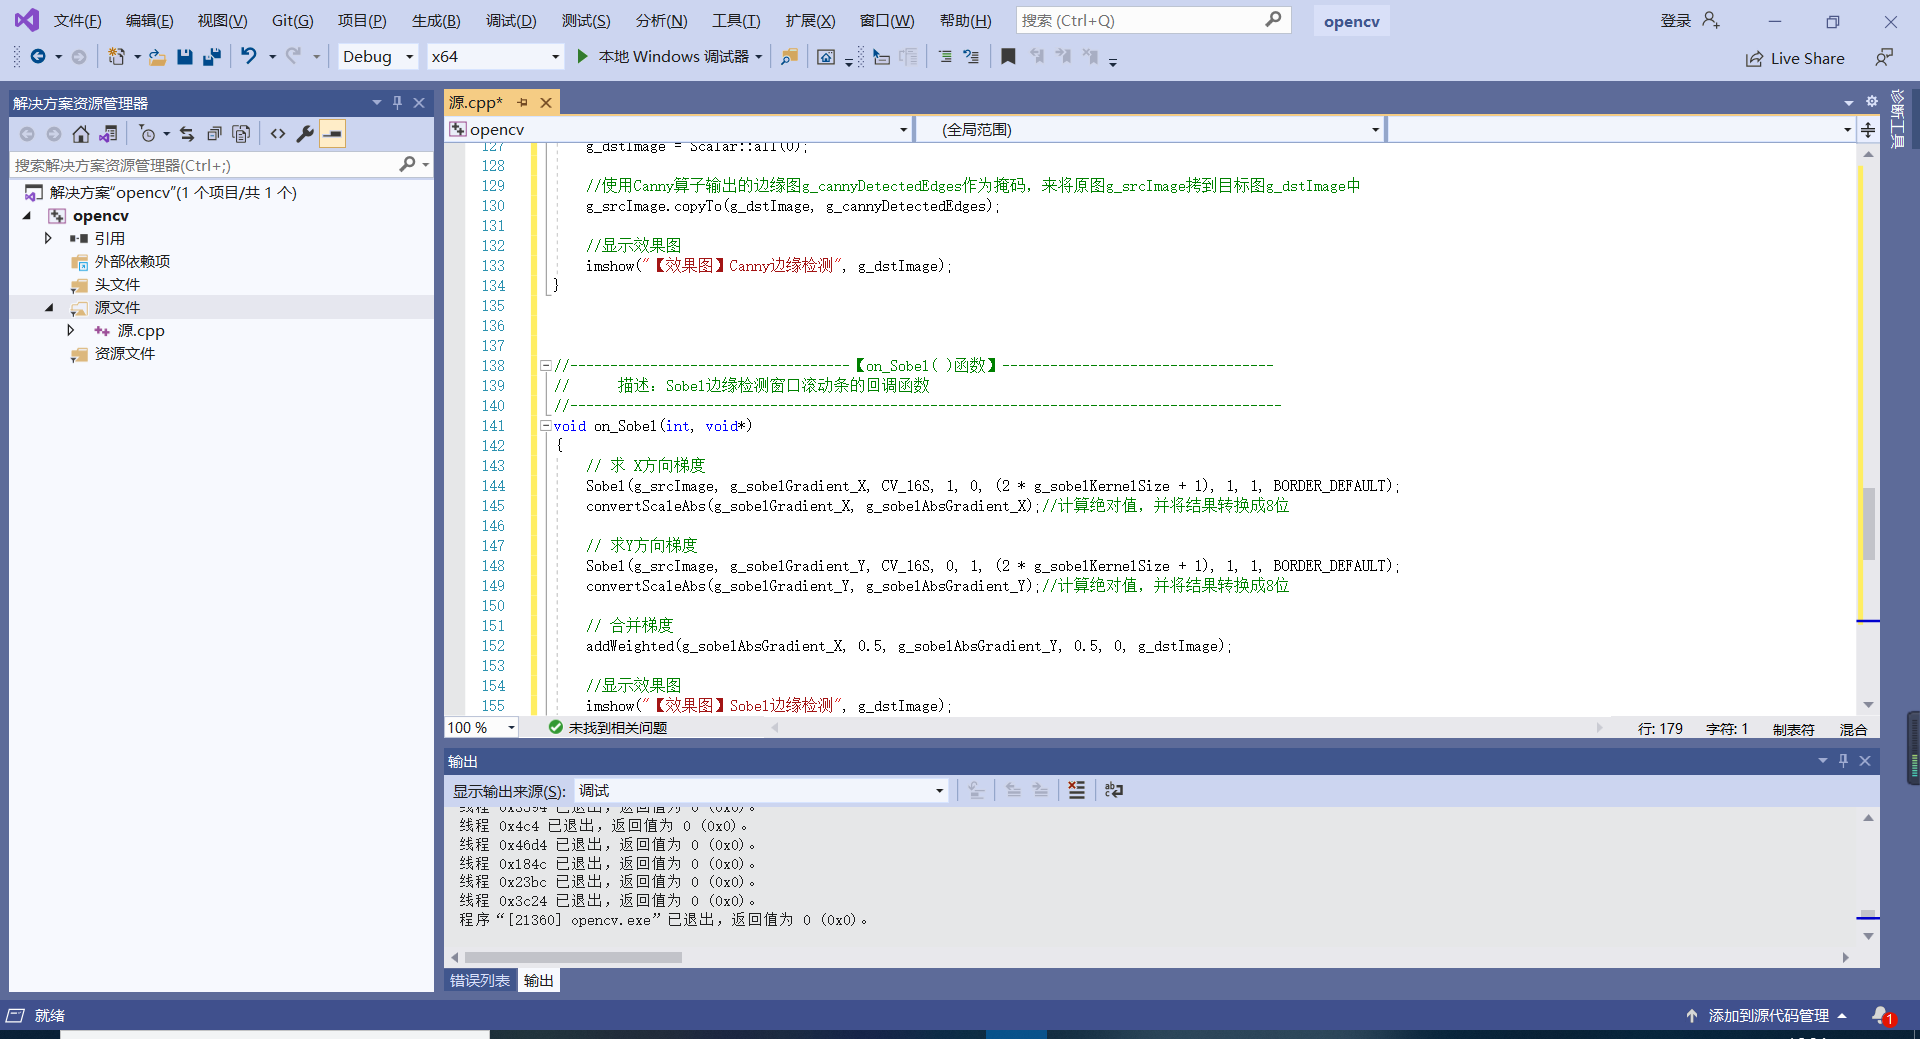 文件(F) 编辑(E) 视图(V) Git(G) 项目(P) 生成(B) 调试(D) 测试(S) 分析(N) 工具(T) 扩展(X) 窗口(W) 帮助(H) 搜索 (Ctrl+Q) opencv 登录
Debug x64 本地 Windows 调试器 Live Share
解决方案资源管理器
搜索解决方案资源管理器(Ctrl+;)
解决方案"opencv"(1 个项目/共 1 个)
opencv
引用
外部依赖项
头文件
源文件
源.cpp
资源文件
源.cpp*
opencv (全局范围)
127 g_dstImage = Scalar::all(0);
128
129 //使用Canny算子输出的边缘图g_cannyDetectedEdges作为掩码，来将原图g_srcImage拷到目标图g_dstImage中
130 g_srcImage.copyTo(g_dstImage, g_cannyDetectedEdges);
131
132 //显示效果图
133 imshow("【效果图】Canny边缘检测", g_dstImage);
134 }
135
136
137
138 //-----------------------------------【on_Sobel( )函数】----------------------------------
139 // 描述：Sobel边缘检测窗口滚动条的回调函数
140 //-----------------------------------------------------------------------------------------
141 void on_Sobel(int, void*)
142 {
143 // 求 X方向梯度
144 Sobel(g_srcImage, g_sobelGradient_X, CV_16S, 1, 0, (2 * g_sobelKernelSize + 1), 1, 1, BORDER_DEFAULT);
145 convertScaleAbs(g_sobelGradient_X, g_sobelAbsGradient_X);//计算绝对值，并将结果转换成8位
146
147 // 求Y方向梯度
148 Sobel(g_srcImage, g_sobelGradient_Y, CV_16S, 0, 1, (2 * g_sobelKernelSize + 1), 1, 1, BORDER_DEFAULT);
149 convertScaleAbs(g_sobelGradient_Y, g_sobelAbsGradient_Y);//计算绝对值，并将结果转换成8位
150
151 // 合并梯度
152 addWeighted(g_sobelAbsGradient_X, 0.5, g_sobelAbsGradient_Y, 0.5, 0, g_dstImage);
153
154 //显示效果图
155 imshow("【效果图】Sobel边缘检测", g_dstImage);
100 % 未找到相关问题 行: 179 字符: 1 制表符 混合
诊断工具
输出
显示输出来源(S): 调试
线程 0x3594 已退出，返回值为 0 (0x0)。
线程 0x4c4 已退出，返回值为 0 (0x0)。
线程 0x46d4 已退出，返回值为 0 (0x0)。
线程 0x184c 已退出，返回值为 0 (0x0)。
线程 0x23bc 已退出，返回值为 0 (0x0)。
线程 0x3c24 已退出，返回值为 0 (0x0)。
程序“[21360] opencv.exe”已退出，返回值为 0 (0x0)。
错误列表 输出
就绪 添加到源代码管理 1